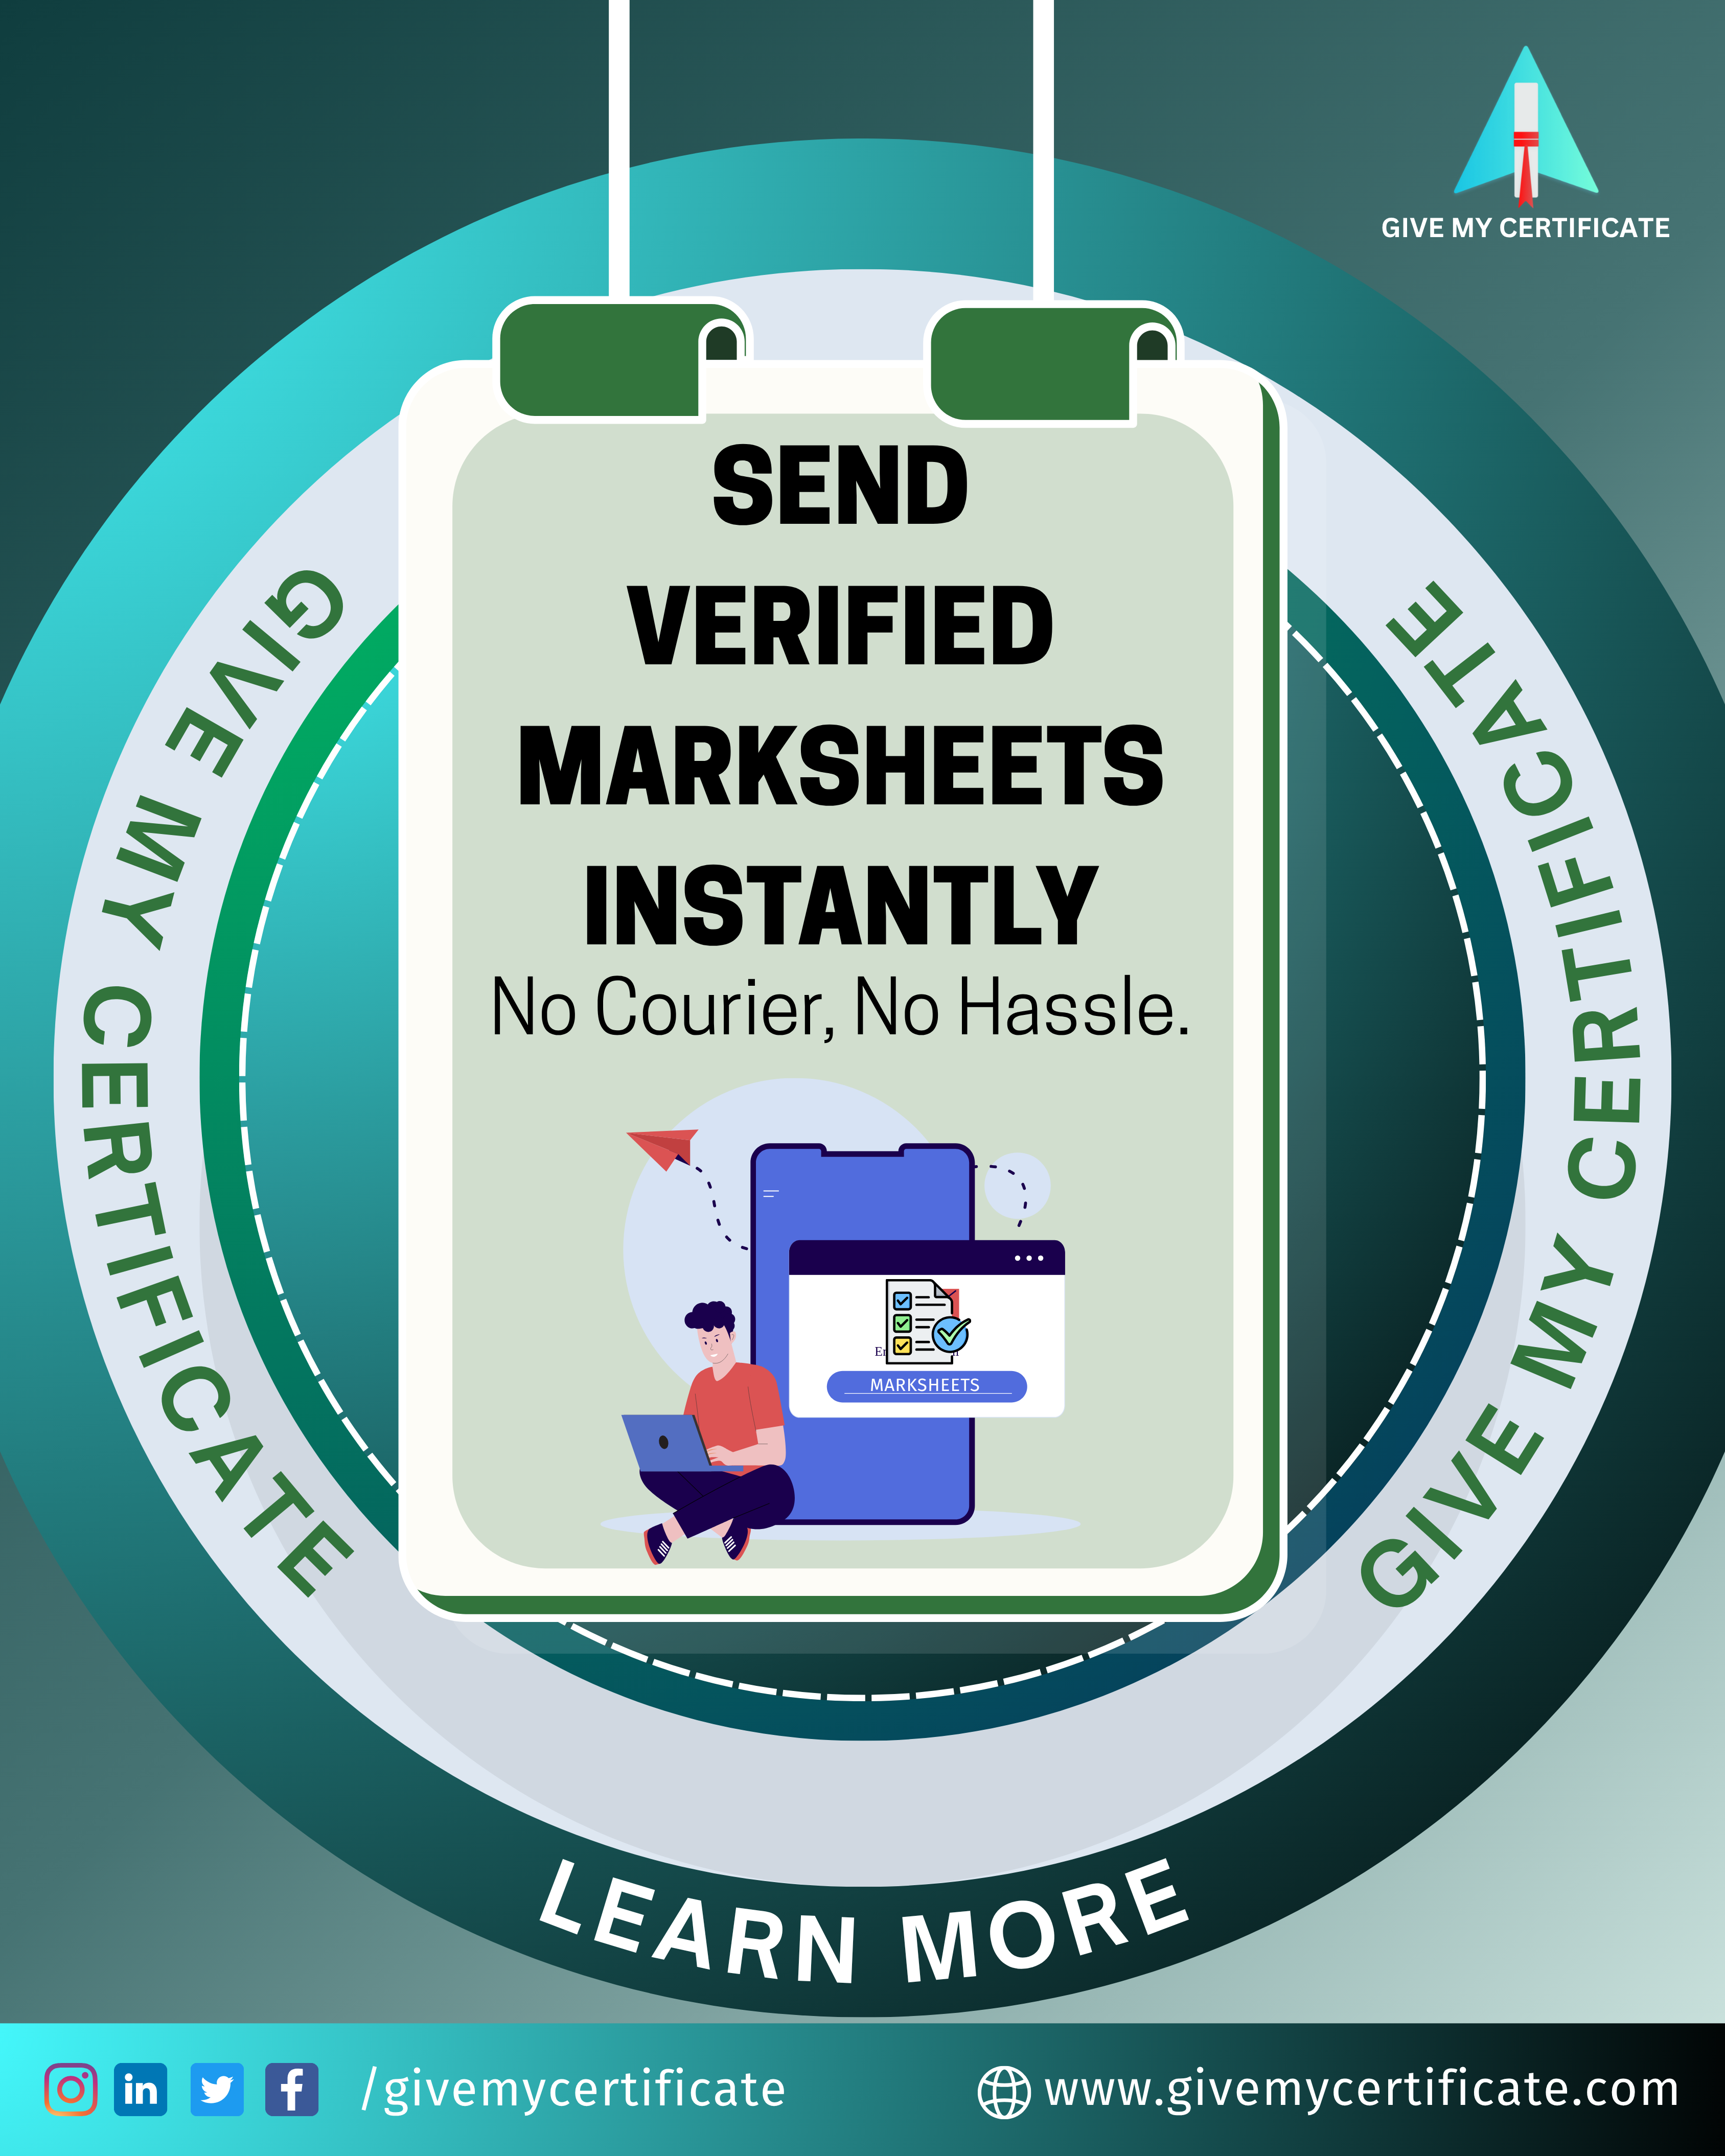 GIVE MY CERTIFICATE
SEND
VERIFIED
MARKSHEETS
INSTANTLY
No Courier, No Hassle.
GIVE MY CERTIFICATE
GIVE MY CERTIFICATE
MARKSHEETS
LEARN MORE
in
/givemycertificate
www.givemycertificate.com